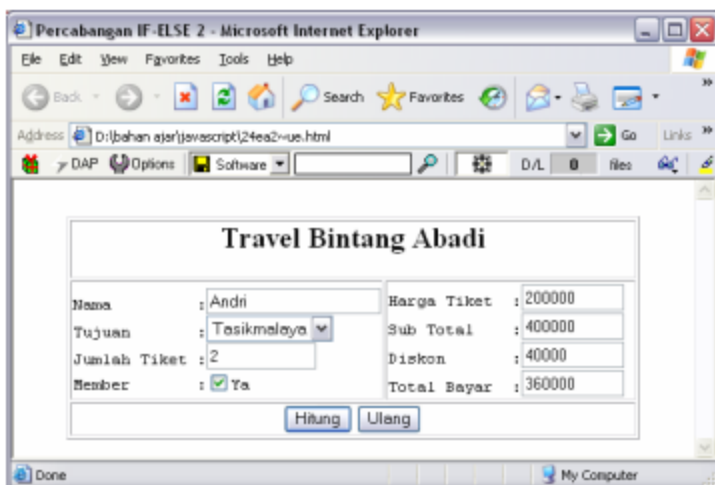 Percabangan IF-ELSE 2 - Microsoft Internet Explorer
File Edit View Favorites Tools Help
Back Search Favorites
Address D:\bahan ajar\javascript\24ea2~ue.html Go Links
DAP Options Software D/L 0 files
Travel Bintang Abadi
Nama : Andri
Tujuan : Tasikmalaya
Jumlah Tiket : 2
Member : Ya
Harga Tiket : 200000
Sub Total : 400000
Diskon : 40000
Total Bayar : 360000
Hitung Ulang
Done My Computer